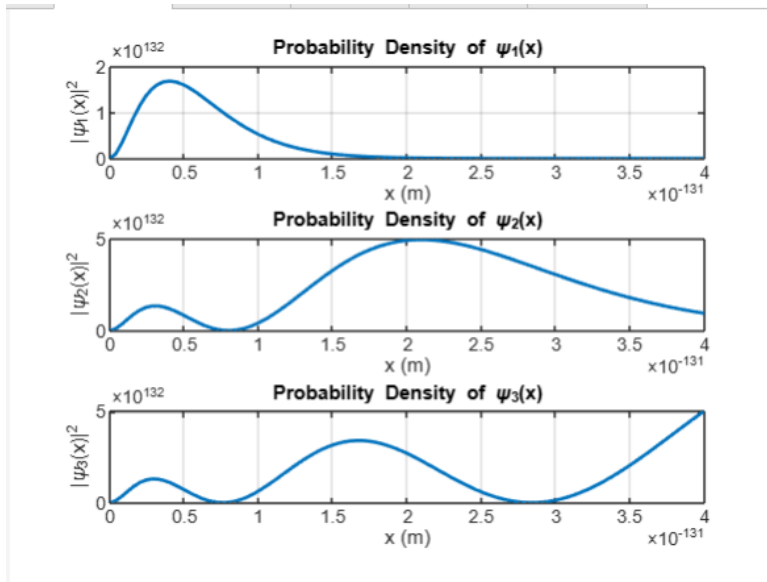 ×10¹³²
Probability Density of ψ₁(x)
|ψ₁(x)|²
2
1
0
0 0.5 1 1.5 2 2.5 3 3.5 4
x (m)
×10⁻¹³¹
×10¹³²
Probability Density of ψ₂(x)
|ψ₂(x)|²
5
0
0 0.5 1 1.5 2 2.5 3 3.5 4
x (m)
×10⁻¹³¹
×10¹³²
Probability Density of ψ₃(x)
|ψ₃(x)|²
5
0
0 0.5 1 1.5 2 2.5 3 3.5 4
x (m)
×10⁻¹³¹